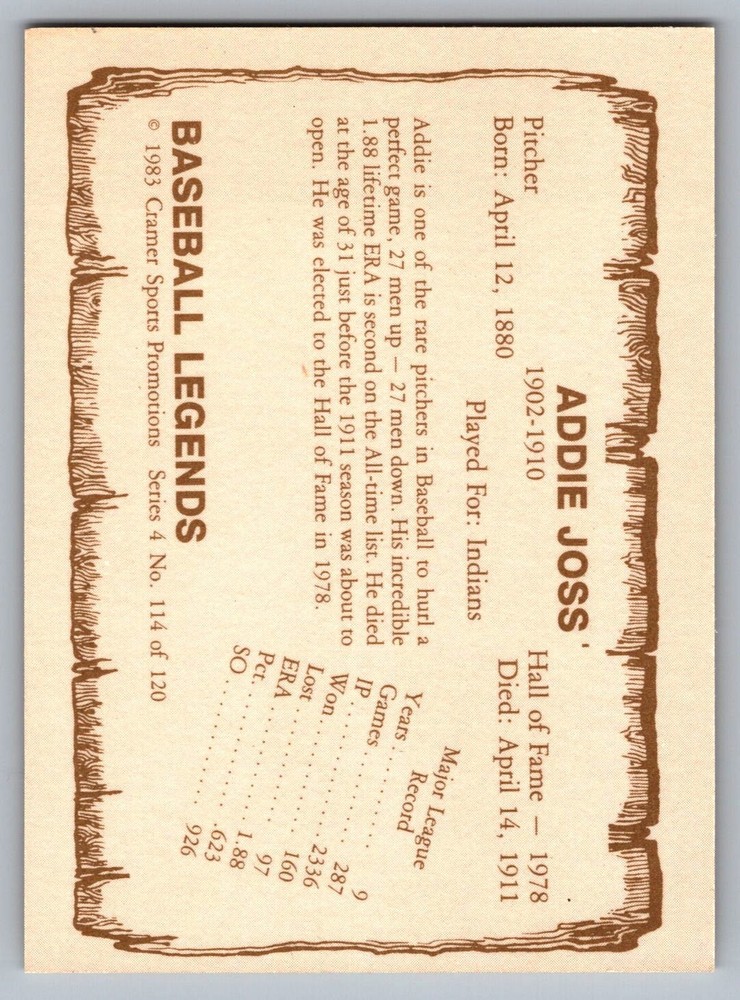 ADDIE JOSS
Pitcher 1902-1910 Hall of Fame — 1978
Born: April 12, 1880 Died: April 14, 1911
Played For: Indians
Addie is one of the rare pitchers in Baseball to hurl a
perfect game, 27 men up — 27 men down. His incredible
1.88 lifetime ERA is second on the All-time list. He died
at the age of 31 just before the 1911 season was about to
open. He was elected to the Hall of Fame in 1978.
Major League
Record
Years . . . . . . . . 9
Games . . . . . . . . 287
IP . . . . . . . . 2336
Won . . . . . . . . 160
Lost . . . . . . . . 97
ERA . . . . . . . . 1.88
Pct. . . . . . . . . .623
SO . . . . . . . . 926
BASEBALL LEGENDS
© 1983 Cramer Sports Promotions Series 4 No. 114 of 120